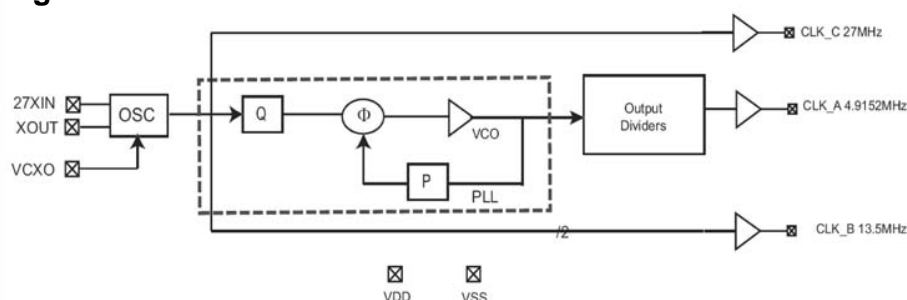 CLK_C 27MHz
27XIN
OSC
Q
Φ
Output
Dividers
CLK_A 4.9152MHz
XOUT
VCO
VCXO
P
PLL
/2
CLK_B 13.5MHz
VDD
VSS